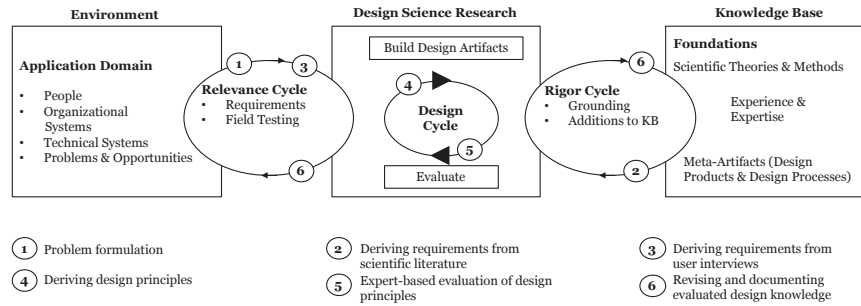 Environment
Design Science Research
Knowledge Base
Application Domain
• People
• Organizational
Systems
• Technical Systems
• Problems & Opportunities
1
3
Relevance Cycle
• Requirements
• Field Testing
6
Build Design Artifacts
4
Design
Cycle
5
Evaluate
6
Rigor Cycle
• Grounding
• Additions to KB
2
Foundations
Scientific Theories & Methods
Experience &
Expertise
Meta-Artifacts (Design
Products & Design Processes)
1 Problem formulation
2 Deriving requirements from
scientific literature
3 Deriving requirements from
user interviews
4 Deriving design principles
5 Expert-based evaluation of design
principles
6 Revising and documenting
evaluated design knowledge